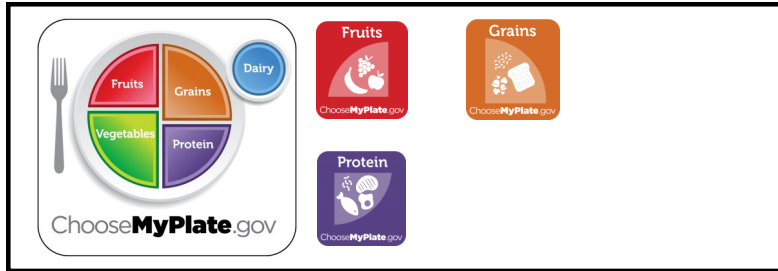 Fruits
Grains
Dairy
Vegetables
Protein
ChooseMyPlate.gov
Fruits
ChooseMyPlate.gov
Grains
ChooseMyPlate.gov
Protein
ChooseMyPlate.gov